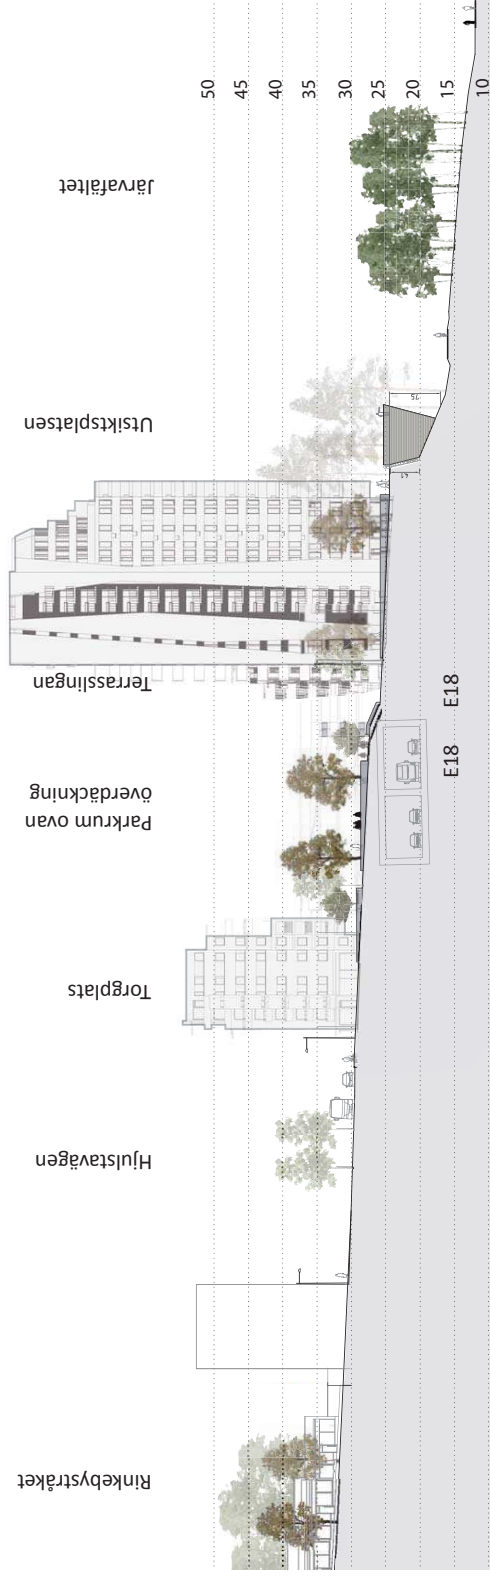 Järvafältet
Utsiktsplatsen
Terrasslingan
Parkrum ovan
överdäckning
Torgplats
Hjulstavägen
Rinkebystråket
50
45
40
35
30
25
20
15
10
E18
E18